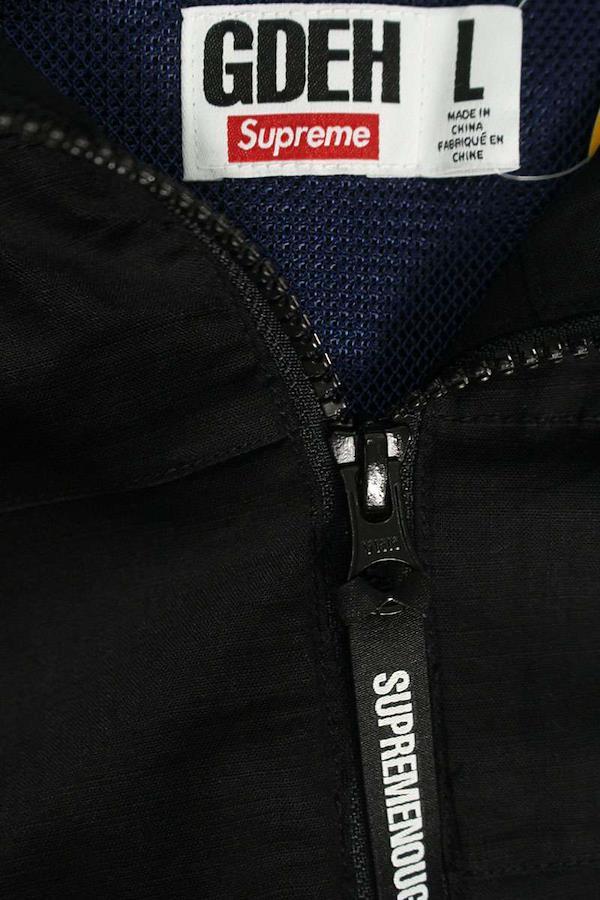 GDEH
Supreme
L
MADE IN
CHINA
FABRIQUÉ EN
CHINE
SUPREMENOUG